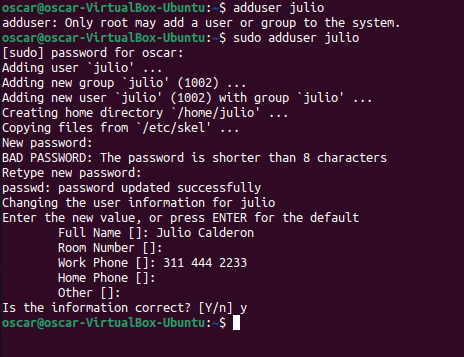 oscar@oscar-VirtualBox-Ubuntu:~$ adduser julio
adduser: Only root may add a user or group to the system.
oscar@oscar-VirtualBox-Ubuntu:~$ sudo adduser julio
[sudo] password for oscar:
Adding user `julio' ...
Adding new group `julio' (1002) ...
Adding new user `julio' (1002) with group `julio' ...
Creating home directory `/home/julio' ...
Copying files from `/etc/skel' ...
New password:
BAD PASSWORD: The password is shorter than 8 characters
Retype new password:
passwd: password updated successfully
Changing the user information for julio
Enter the new value, or press ENTER for the default
Full Name []: Julio Calderon
Room Number []:
Work Phone []: 311 444 2233
Home Phone []:
Other []:
Is the information correct? [Y/n] y
oscar@oscar-VirtualBox-Ubuntu:~$